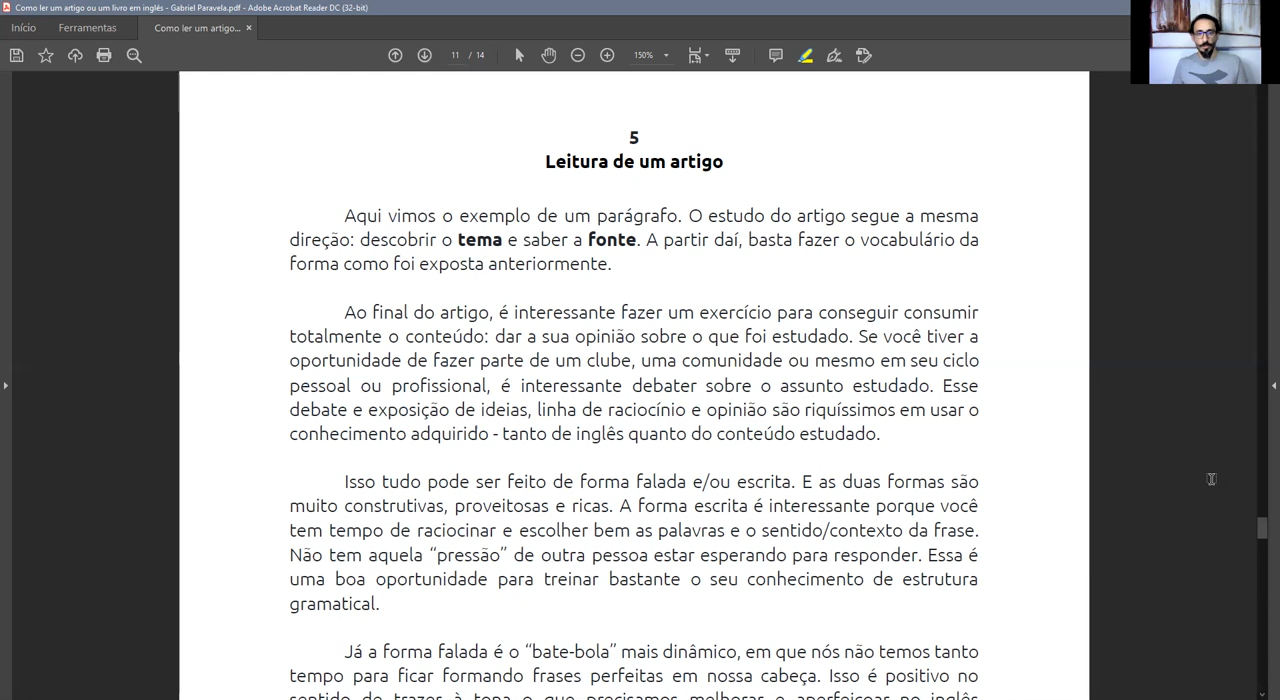 Como ler um artigo ou um livro em inglês - Gabriel Paravela.pdf - Adobe Acrobat Reader DC (32-bit)
Início Ferramentas Como ler um artigo... ×
11 / 14 150%
5
Leitura de um artigo
Aqui vimos o exemplo de um parágrafo. O estudo do artigo segue a mesma
direção: descobrir o tema e saber a fonte. A partir daí, basta fazer o vocabulário da
forma como foi exposta anteriormente.
Ao final do artigo, é interessante fazer um exercício para conseguir consumir
totalmente o conteúdo: dar a sua opinião sobre o que foi estudado. Se você tiver a
oportunidade de fazer parte de um clube, uma comunidade ou mesmo em seu ciclo
pessoal ou profissional, é interessante debater sobre o assunto estudado. Esse
debate e exposição de ideias, linha de raciocínio e opinião são riquíssimos em usar o
conhecimento adquirido - tanto de inglês quanto do conteúdo estudado.
Isso tudo pode ser feito de forma falada e/ou escrita. E as duas formas são
muito construtivas, proveitosas e ricas. A forma escrita é interessante porque você
tem tempo de raciocinar e escolher bem as palavras e o sentido/contexto da frase.
Não tem aquela “pressão” de outra pessoa estar esperando para responder. Essa é
uma boa oportunidade para treinar bastante o seu conhecimento de estrutura
gramatical.
Já a forma falada é o “bate-bola” mais dinâmico, em que nós não temos tanto
tempo para ficar formando frases perfeitas em nossa cabeça. Isso é positivo no
sentido de trazer à tona o que precisamos melhorar e aperfeiçoar no inglês